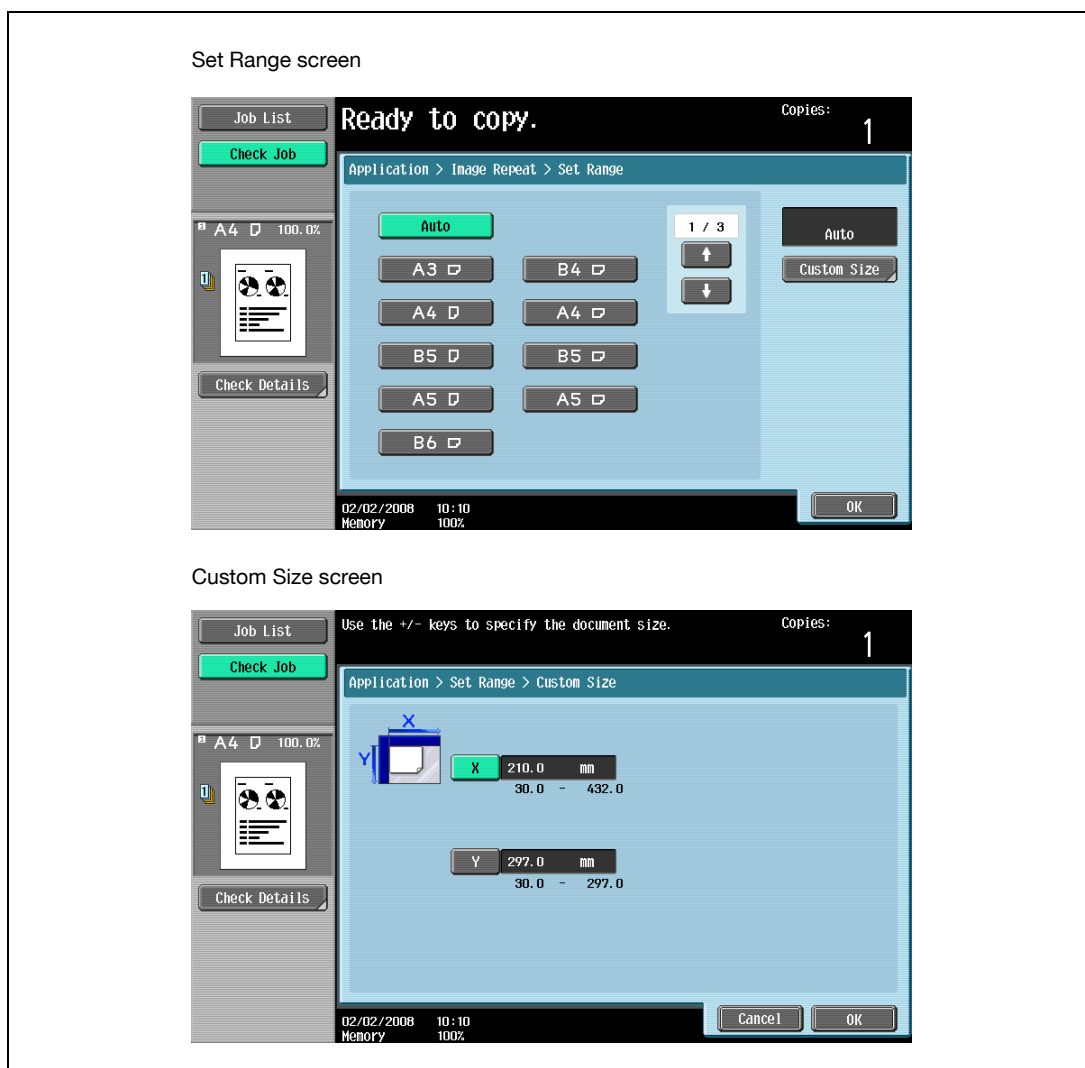 Set Range screen
Job List
Check Job
Ready to copy.
Copies:
1
Application > Image Repeat > Set Range
A4 100.0%
1
Check Details
Auto
A3
B4
A4
A4
B5
B5
A5
A5
B6
1 / 3
Auto
Custom Size
02/02/2008 10:10
Memory 100%
OK
Custom Size screen
Job List
Check Job
Use the +/- keys to specify the document size.
Copies:
1
Application > Set Range > Custom Size
A4 100.0%
1
Check Details
X
Y
X 210.0 mm
30.0 - 432.0
Y 297.0 mm
30.0 - 297.0
02/02/2008 10:10
Memory 100%
Cancel
OK